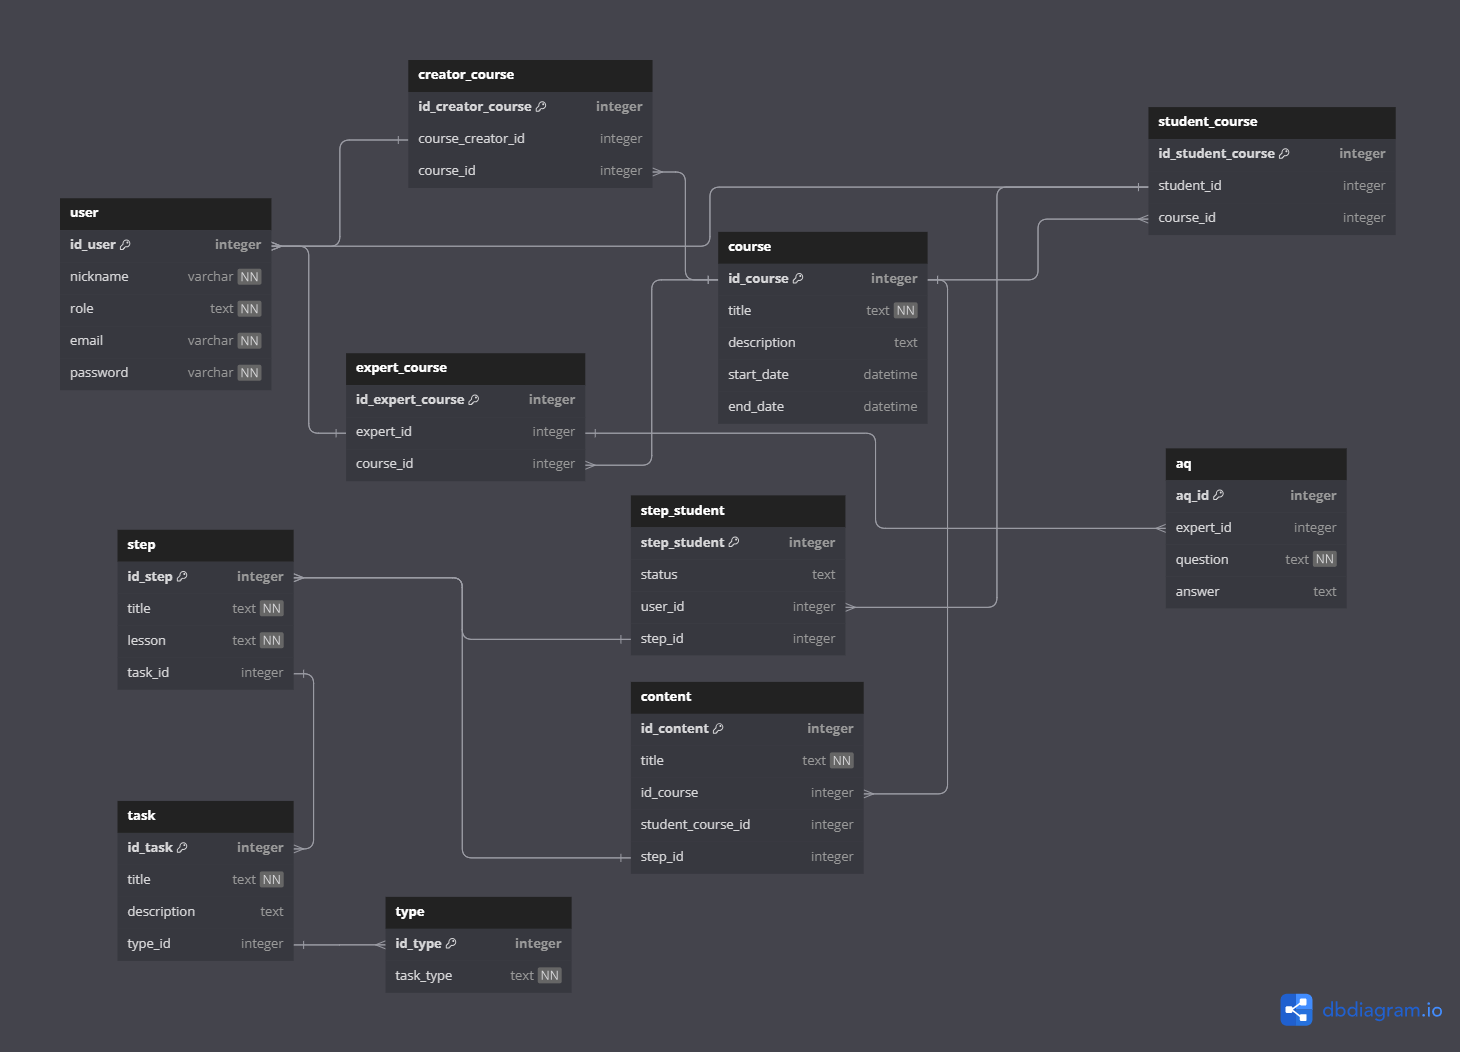 creator_course
id_creator_course integer
course_creator_id integer
course_id integer
student_course
id_student_course integer
student_id integer
course_id integer
user
id_user integer
nickname varchar NN
role text NN
email varchar NN
password varchar NN
course
id_course integer
title text NN
description text
start_date datetime
end_date datetime
expert_course
id_expert_course integer
expert_id integer
course_id integer
aq
aq_id integer
expert_id integer
question text NN
answer text
step_student
step_student integer
status text
user_id integer
step_id integer
step
id_step integer
title text NN
lesson text NN
task_id integer
content
id_content integer
title text NN
id_course integer
student_course_id integer
step_id integer
task
id_task integer
title text NN
description text
type_id integer
type
id_type integer
task_type text NN
dbdiagram.io